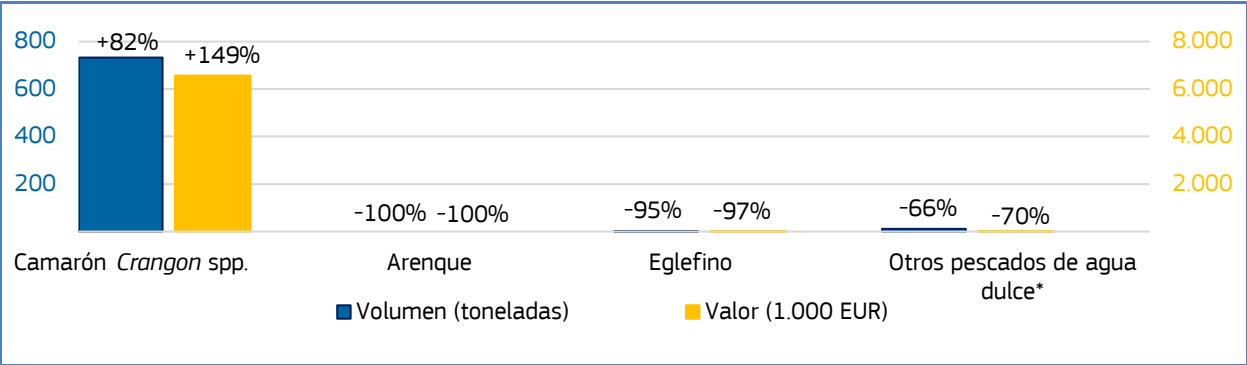 800
600
400
200
8.000
6.000
4.000
2.000
+82%
+149%
-100% -100%
-95%
-97%
-66%
-70%
Camarón Crangon spp.
Arenque
Eglefino
Otros pescados de agua
dulce*
Volumen (toneladas)
Valor (1.000 EUR)